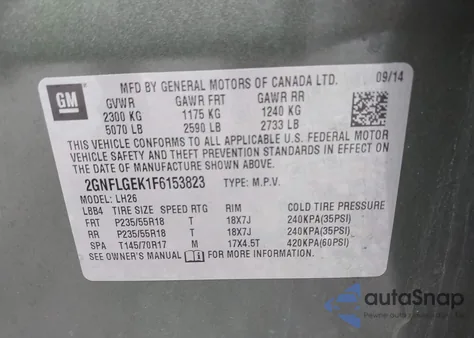 GM
MFD BY GENERAL MOTORS OF CANADA LTD. 09/14
GVWR GAWR FRT GAWR RR
2300 KG 1175 KG 1240 KG
5070 LB 2590 LB 2733 LB
THIS VEHICLE CONFORMS TO ALL APPLICABLE U.S. FEDERAL MOTOR
VEHICLE SAFETY AND THEFT PREVENTION STANDARDS IN EFFECT ON
THE DATE OF MANUFACTURE SHOWN ABOVE.
2GNFLGEK1F6153823 TYPE: M.P.V.
MODEL: LH26
LBB4 TIRE SIZE SPEED RTG RIM COLD TIRE PRESSURE
FRT P235/55R18 T 18X7J 240KPA(35PSI)
RR P235/55R18 T 18X7J 240KPA(35PSI)
SPA T145/70R17 M 17X4.5T 420KPA(60PSI)
SEE OWNER'S MANUAL FOR MORE INFORMATION
autoSnap